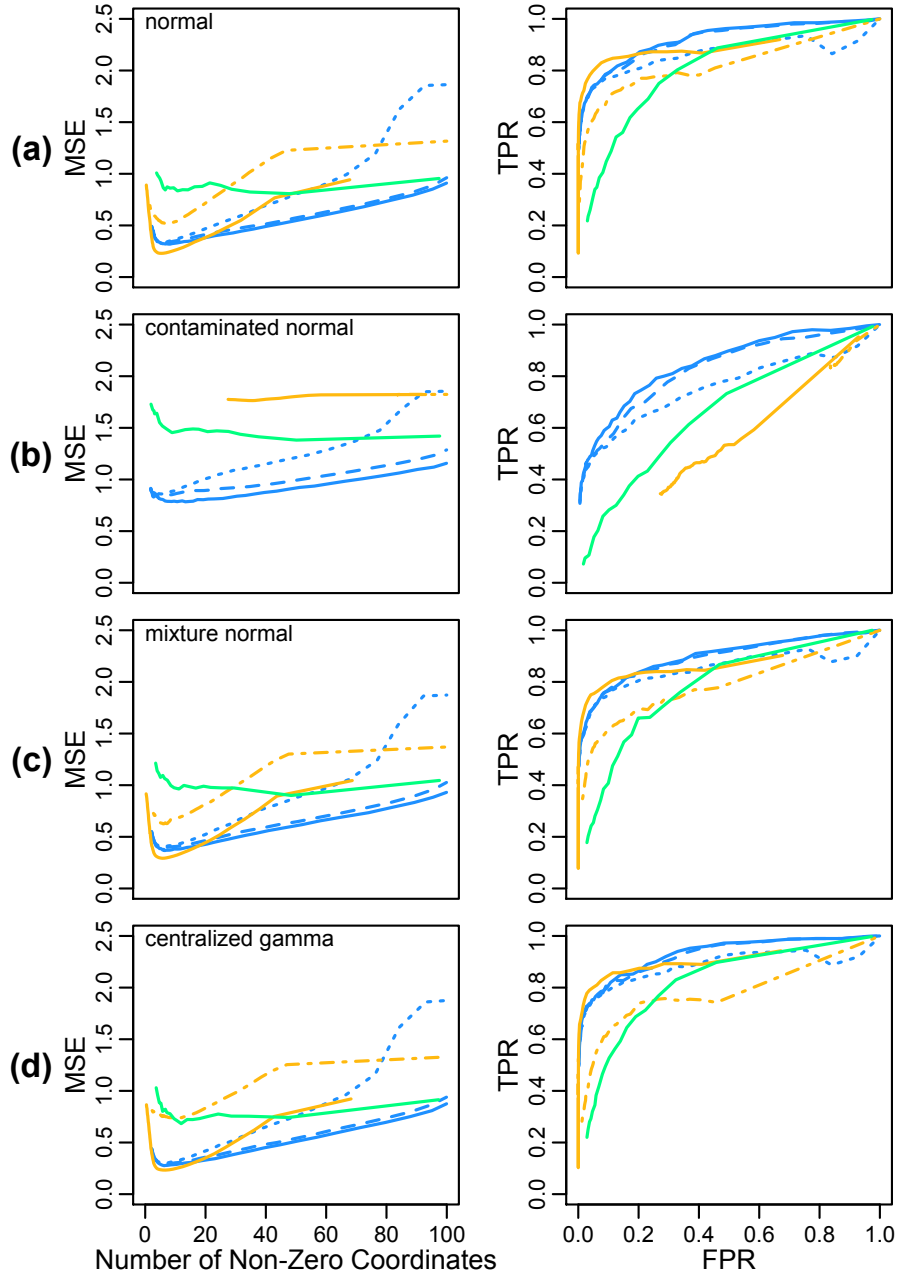 (a)
MSE
0.0 0.5 1.0 1.5 2.0 2.5
normal
TPR
0.0 0.2 0.4 0.6 0.8 1.0
(b)
MSE
0.0 0.5 1.0 1.5 2.0 2.5
contaminated normal
TPR
0.0 0.2 0.4 0.6 0.8 1.0
(c)
MSE
0.0 0.5 1.0 1.5 2.0 2.5
mixture normal
TPR
0.0 0.2 0.4 0.6 0.8 1.0
(d)
MSE
0.0 0.5 1.0 1.5 2.0 2.5
centralized gamma
TPR
0.0 0.2 0.4 0.6 0.8 1.0
0 20 40 60 80 100
Number of Non-Zero Coordinates
0.0 0.2 0.4 0.6 0.8 1.0
FPR